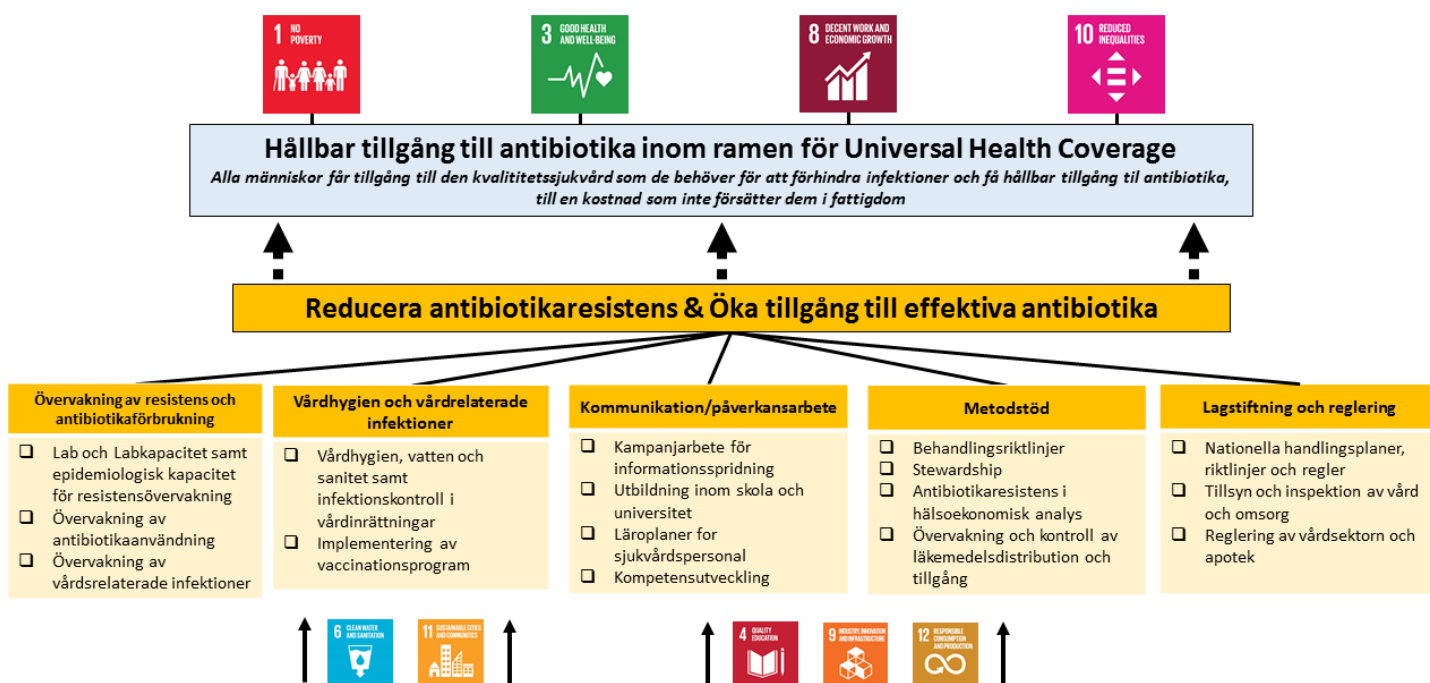 1 NO
POVERTY
3 GOOD HEALTH
AND WELL-BEING
8 DECENT WORK AND
ECONOMIC GROWTH
10 REDUCED
INEQUALITIES
Hållbar tillgång till antibiotika inom ramen för Universal Health Coverage
Alla människor får tillgång till den kvalititetssjukvård som de behöver för att förhindra infektioner och få hållbar tillgång til antibiotika,
till en kostnad som inte försätter dem i fattigdom
Reducera antibiotikaresistens & Öka tillgång till effektiva antibiotika
Övervakning av resistens och
antibiotikaförbrukning
Lab och Labkapacitet samt
epidemiologisk kapacitet
för resistensövervakning
Övervakning av
antibiotikaanvändning
Övervakning av
vårdsrelaterade infektioner
Vårdhygien och vårdrelaterade
infektioner
Vårdhygien, vatten och
sanitet samt
infektionskontroll i
vårdinrättningar
Implementering av
vaccinationsprogram
Kommunikation/påverkansarbete
Kampanjarbete för
informationsspridning
Utbildning inom skola och
universitet
Läroplaner for
sjukvårdspersonal
Kompetensutveckling
Metodstöd
Behandlingsriktlinjer
Stewardship
Antibiotikaresistens i
hälsoekonomisk analys
Övervakning och kontroll av
läkemedelsdistribution och
tillgång
Lagstiftning och reglering
Nationella handlingsplaner,
riktlinjer och regler
Tillsyn och inspektion av vård
och omsorg
Reglering av vårdsektorn och
apotek
6 CLEAN WATER
AND SANITATION
11 SUSTAINABLE CITIES
AND COMMUNITIES
4 QUALITY
EDUCATION
9 INDUSTRY, INNOVATION
AND INFRASTRUCTURE
12 RESPONSIBLE
CONSUMPTION
AND PRODUCTION